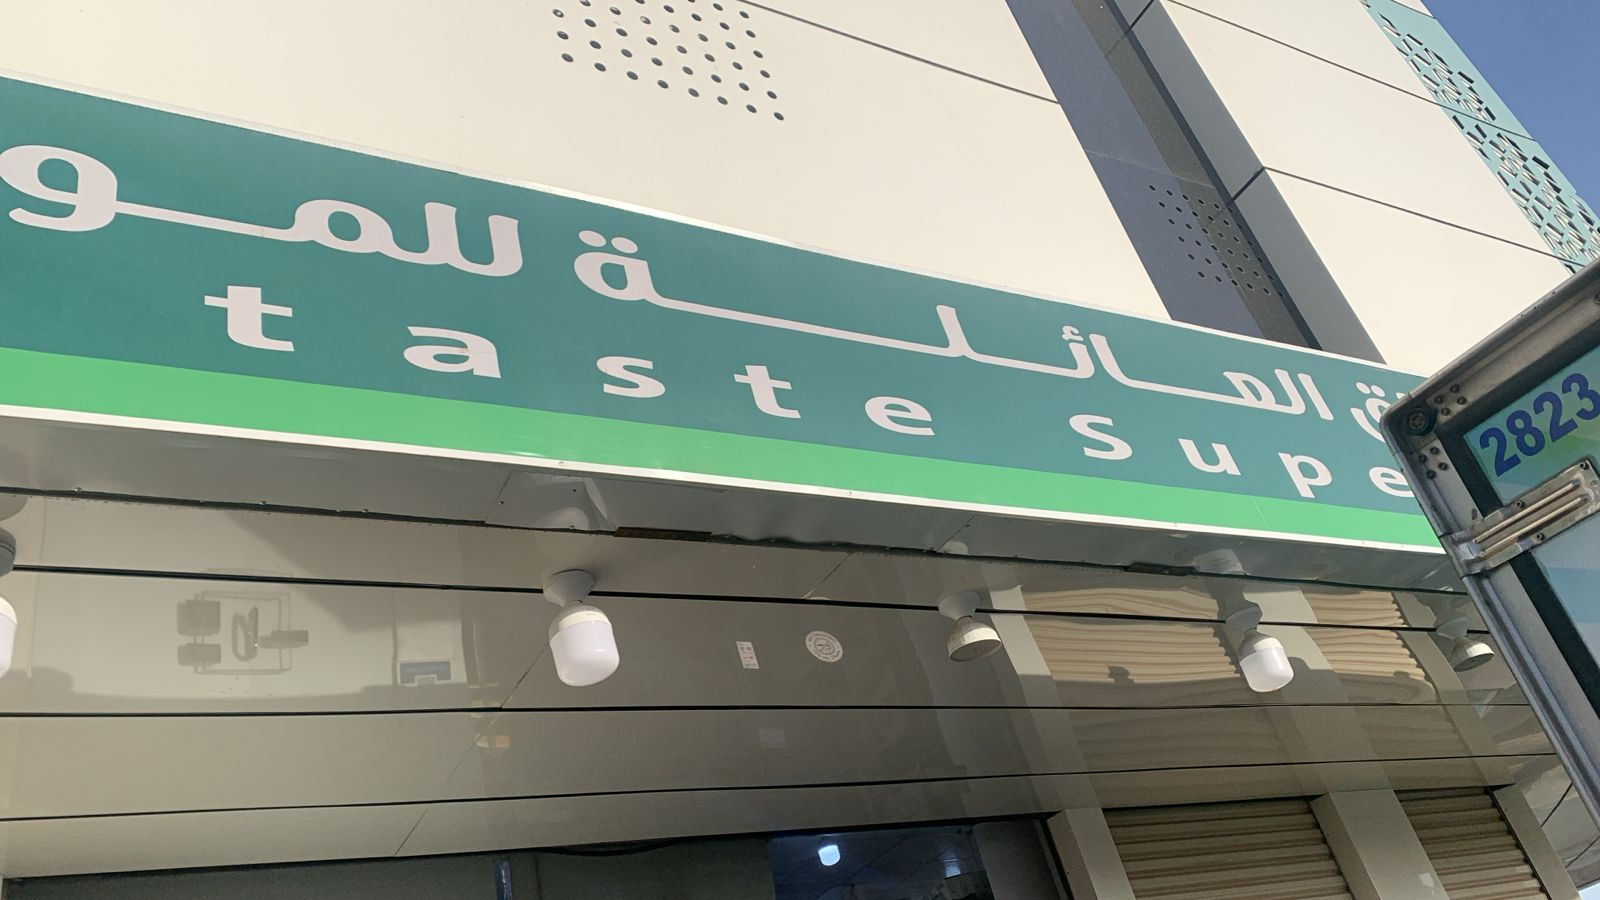 العائلة للمو
taste Supe
2823